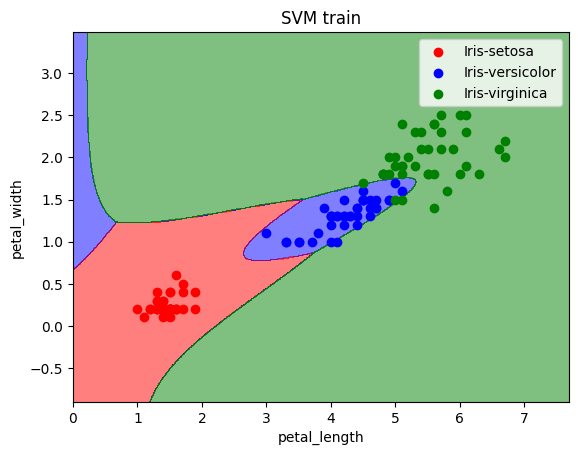 SVM train
Iris-setosa
Iris-versicolor
Iris-virginica
petal_width
3.0
2.5
2.0
1.5
1.0
0.5
0.0
−0.5
0 1 2 3 4 5 6 7
petal_length